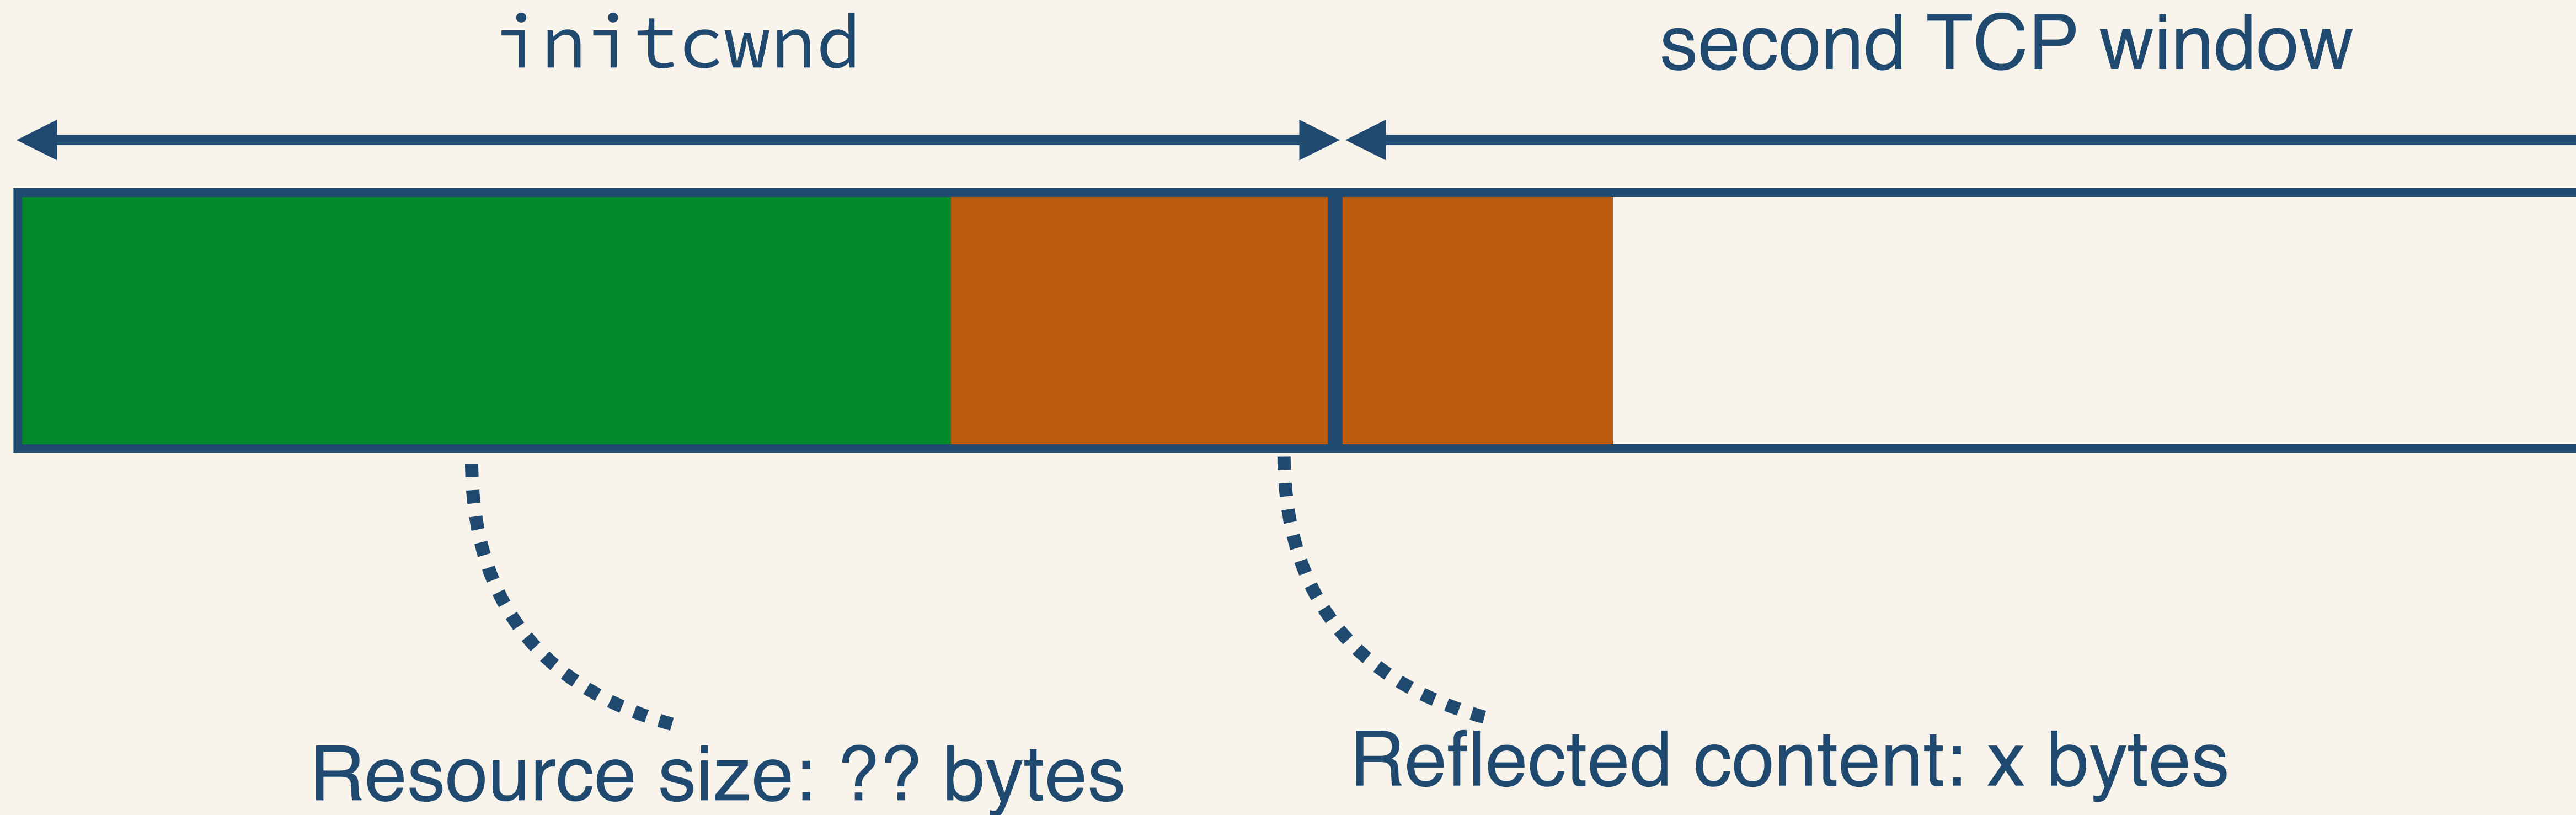 initcwnd
second TCP window
Resource size: ?? bytes
Reflected content: x bytes